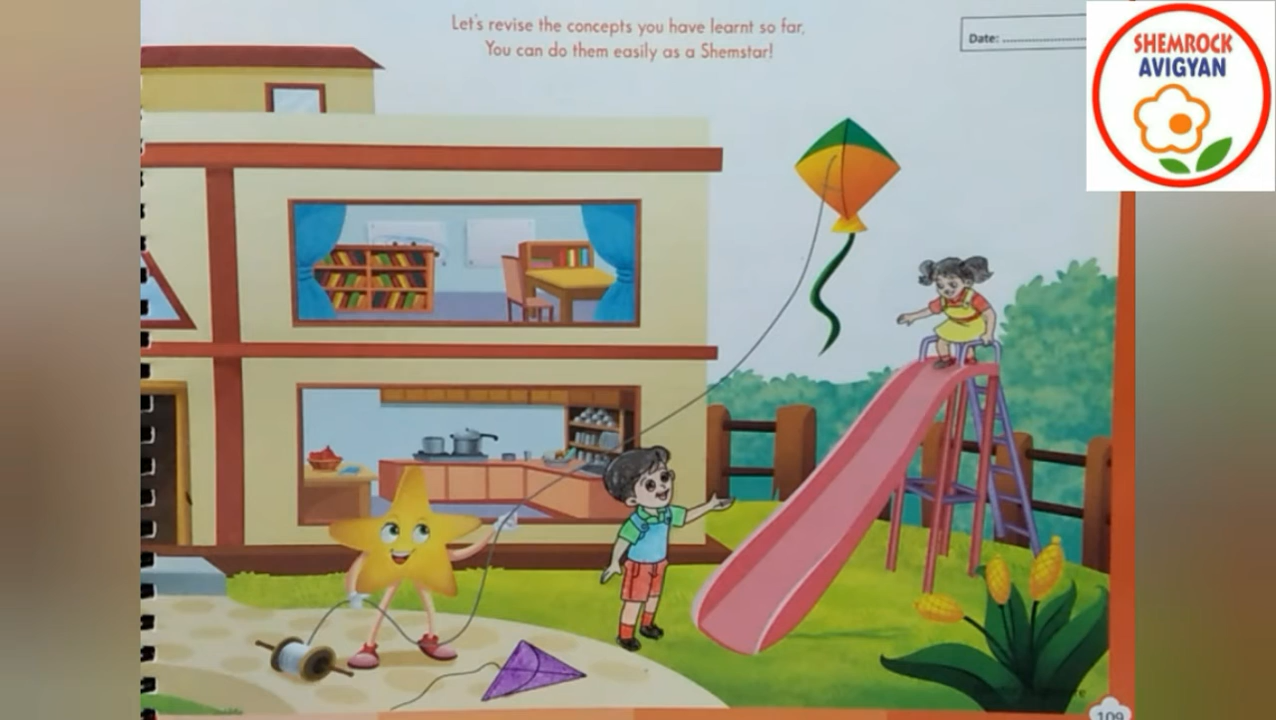 Let's revise the concepts you have learnt so far,
You can do them easily as a Shemstar!
Date:
SHEMROCK
AVIGYAN
109